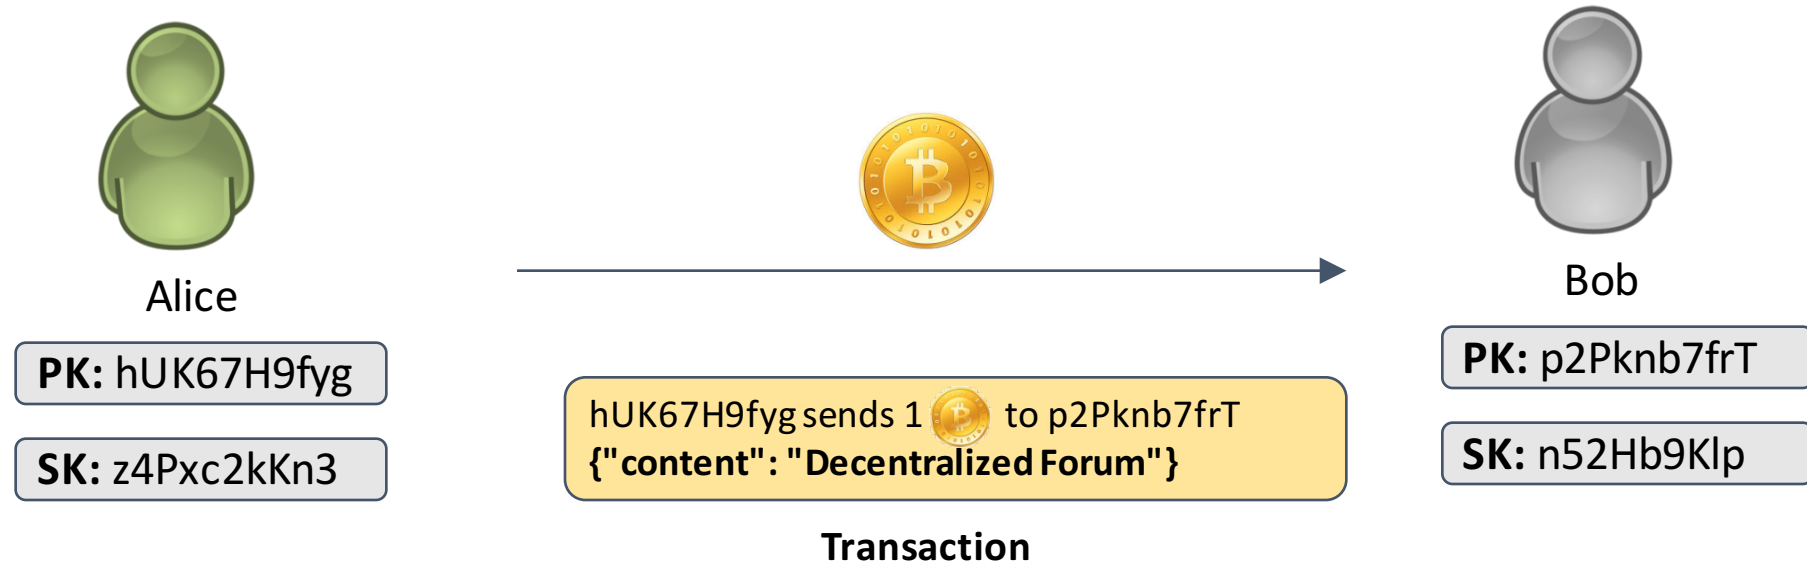 Alice
PK: hUK67H9fyg
SK: z4Pxc2kKn3
hUK67H9fyg sends 1 to p2Pknb7frT
{"content": "Decentralized Forum"}
Transaction
Bob
PK: p2Pknb7frT
SK: n52Hb9Klp